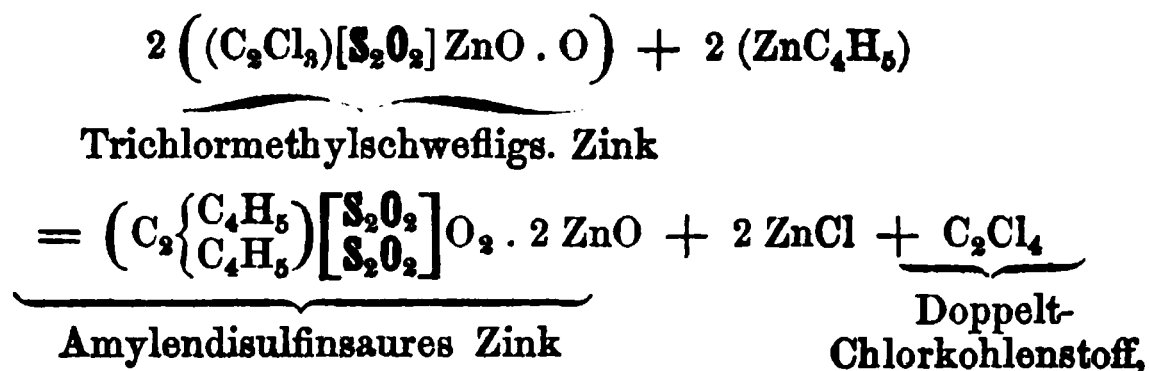 2 ((C₂Cl₃)[S₂O₂] ZnO . O) + 2 (ZnC₄H₅)
Trichlormethylschwefligs. Zink
= (C₂{C₄H₅ C₄H₅)[S₂O₂ S₂O₂]O₂ . 2 ZnO + 2 ZnCl + C₂Cl₄
Amylendisulfinsaures Zink
Doppelt-
Chlorkohlenstoff,